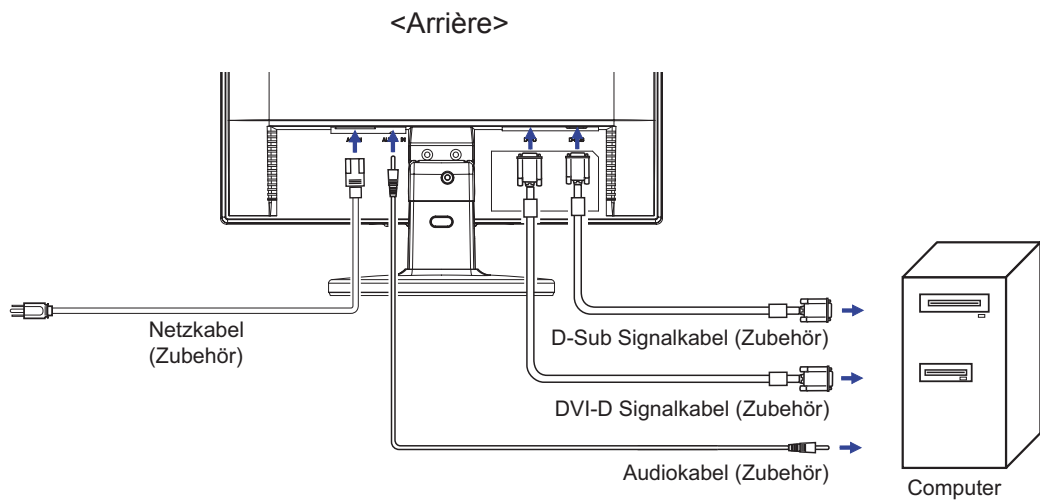 <Arrière>
Netzkabel
(Zubehör)
D-Sub Signalkabel (Zubehör)
DVI-D Signalkabel (Zubehör)
Audiokabel (Zubehör)
Computer